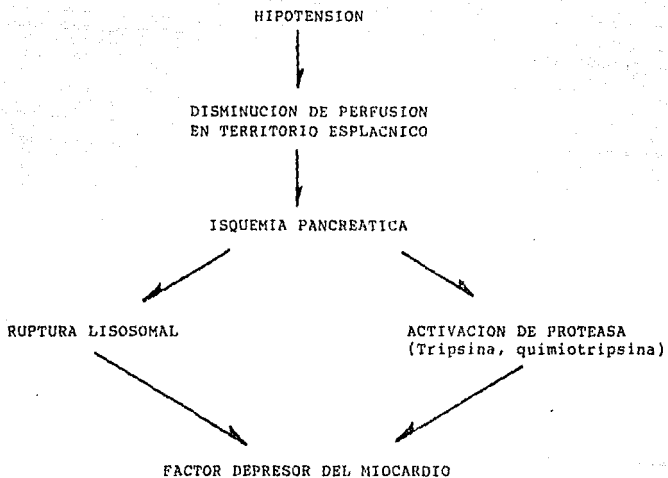 HIPOTENSION
DISMINUCION DE PERFUSION
EN TERRITORIO ESPLACNICO
ISQUEMIA PANCREATICA
RUPTURA LISOSOMAL
ACTIVACION DE PROTEASA
(Tripsina, quimiotripsina)
FACTOR DEPRESOR DEL MIOCARDIO